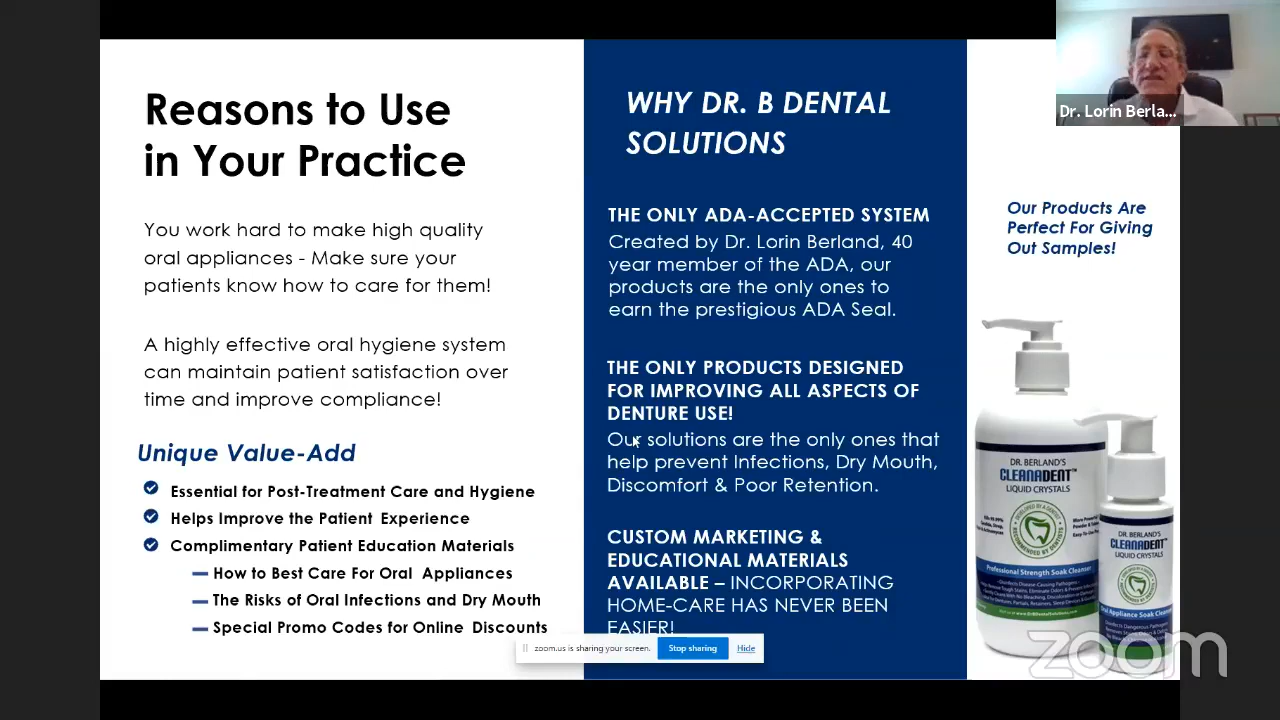 Reasons to Use
in Your Practice
You work hard to make high quality
oral appliances - Make sure your
patients know how to care for them!
A highly effective oral hygiene system
can maintain patient satisfaction over
time and improve compliance!
Unique Value-Add
Essential for Post-Treatment Care and Hygiene
Helps Improve the Patient Experience
Complimentary Patient Education Materials
How to Best Care For Oral Appliances
The Risks of Oral Infections and Dry Mouth
Special Promo Codes for Online Discounts
WHY DR. B DENTAL
SOLUTIONS
THE ONLY ADA-ACCEPTED SYSTEM
Created by Dr. Lorin Berland, 40
year member of the ADA, our
products are the only ones to
earn the prestigious ADA Seal.
THE ONLY PRODUCTS DESIGNED
FOR IMPROVING ALL ASPECTS OF
DENTURE USE!
Our solutions are the only ones that
help prevent Infections, Dry Mouth,
Discomfort & Poor Retention.
CUSTOM MARKETING &
EDUCATIONAL MATERIALS
AVAILABLE – INCORPORATING
HOME-CARE HAS NEVER BEEN
EASIER!
zoom.us is sharing your screen.
Stop sharing
Hide
Dr. Lorin Berla...
Our Products Are
Perfect For Giving
Out Samples!
DR. BERLAND'S
CLEANADENT™
LIQUID CRYSTALS
RECOMMENDED BY DENTISTS
Professional Strength Soak Cleanser
DR. BERLAND'S
CLEANADENT
LIQUID CRYSTALS
Oral Appliance Soak Cleanser
zoom